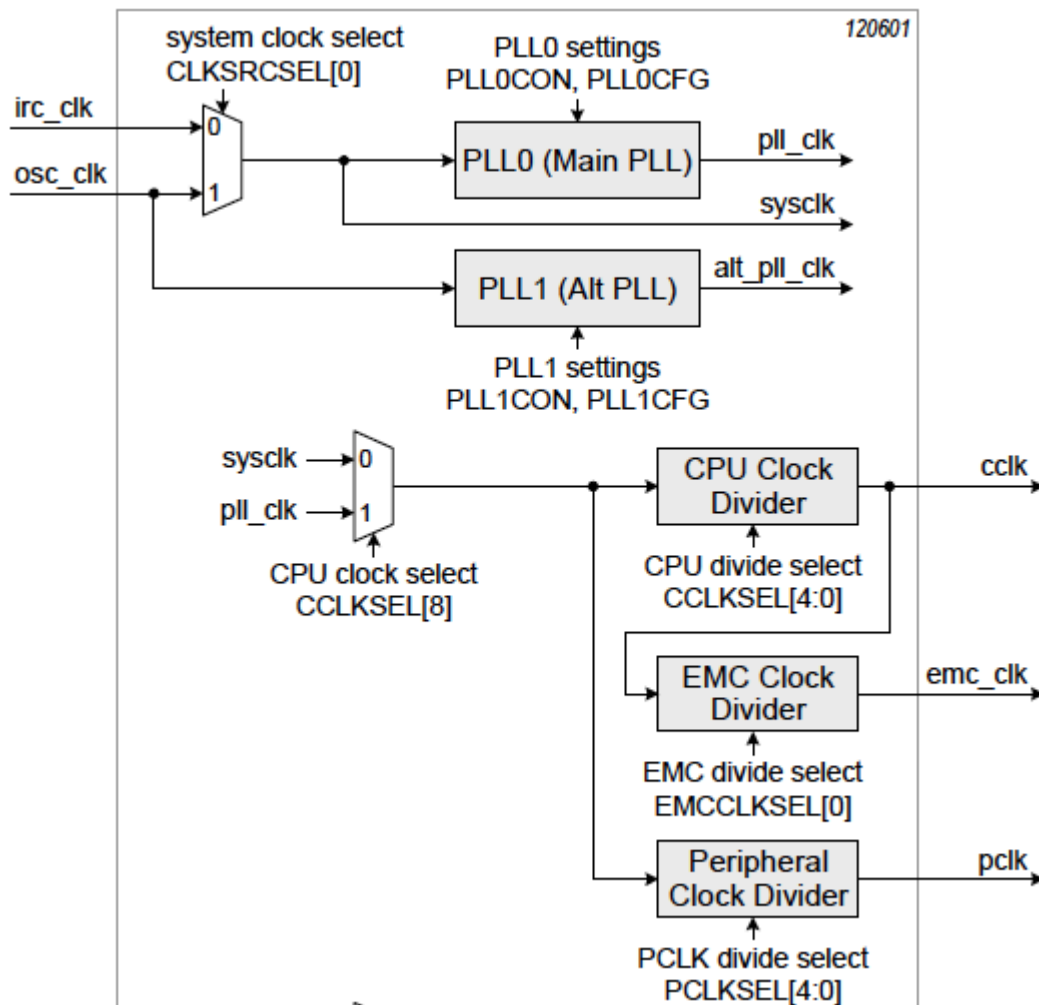 120601
system clock select
CLKSRCSEL[0]
PLL0 settings
PLL0CON, PLL0CFG
irc_clk
0
osc_clk
1
PLL0 (Main PLL)
pll_clk
sysclk
PLL1 (Alt PLL)
alt_pll_clk
PLL1 settings
PLL1CON, PLL1CFG
sysclk
0
pll_clk
1
CPU clock select
CCLKSEL[8]
CPU Clock
Divider
cclk
CPU divide select
CCLKSEL[4:0]
EMC Clock
Divider
emc_clk
EMC divide select
EMCCLKSEL[0]
Peripheral
Clock Divider
pclk
PCLK divide select
PCLKSEL[4:0]